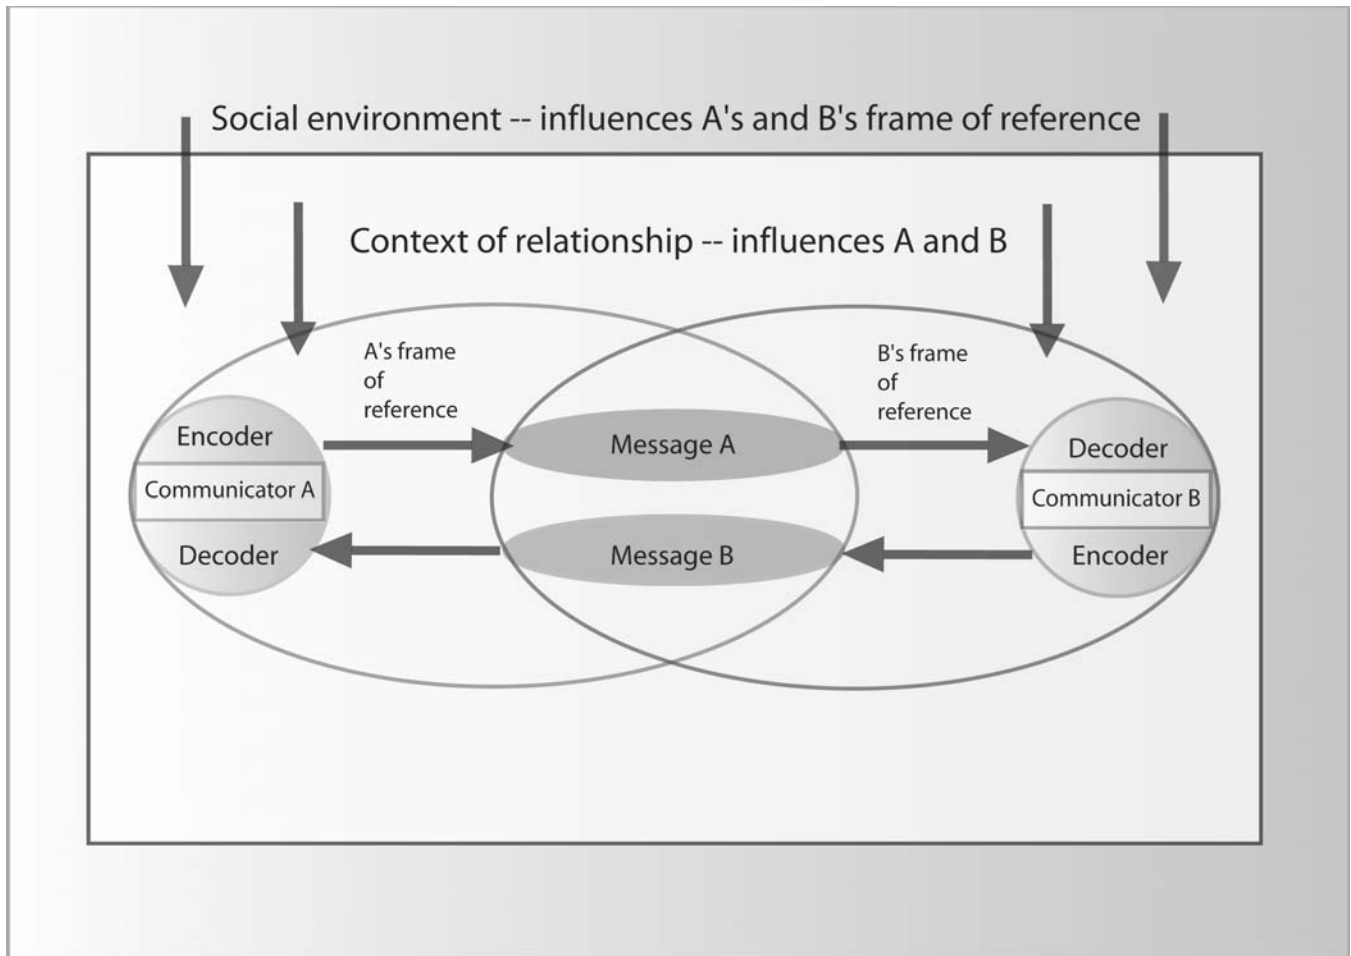 Social environment -- influences A's and B's frame of reference
Context of relationship -- influences A and B
A's frame
of
reference
B's frame
of
reference
Encoder
Communicator A
Decoder
Message A
Message B
Decoder
Communicator B
Encoder